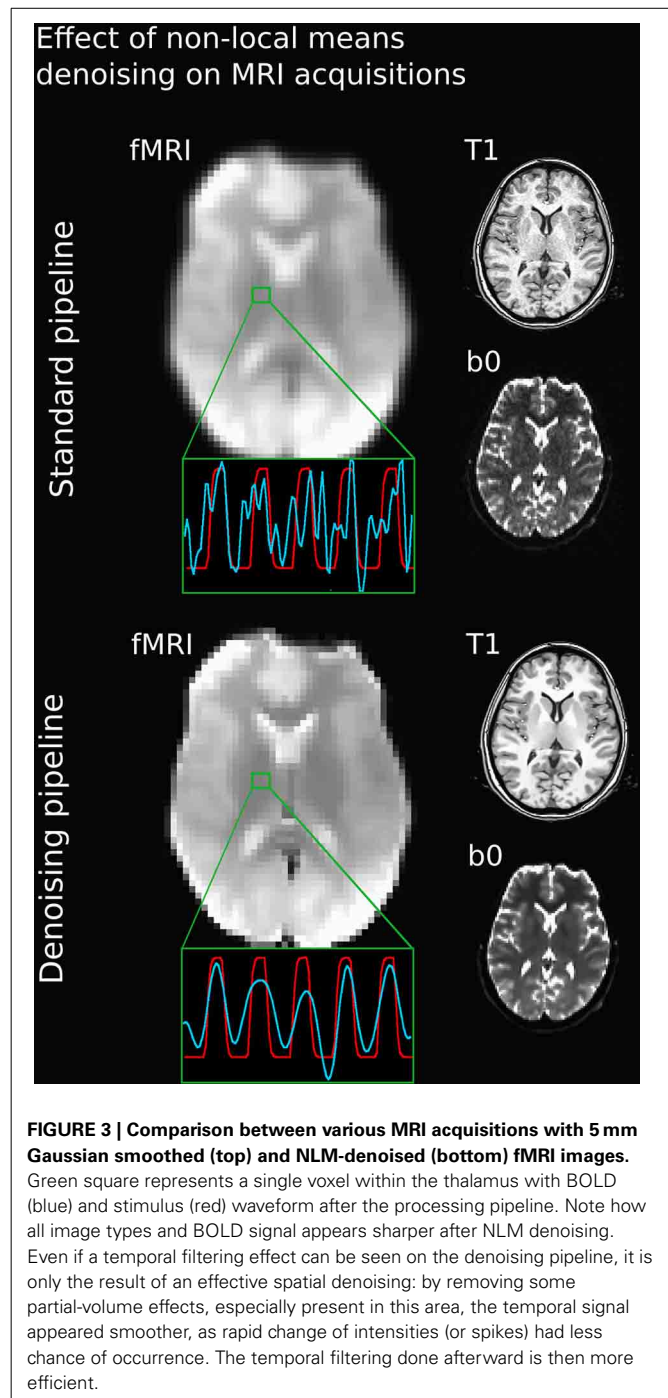 Effect of non-local means
denoising on MRI acquisitions
fMRI
T1
Standard pipeline
b0
fMRI
T1
Denoising pipeline
b0
FIGURE 3 | Comparison between various MRI acquisitions with 5 mm
Gaussian smoothed (top) and NLM-denoised (bottom) fMRI images.
Green square represents a single voxel within the thalamus with BOLD
(blue) and stimulus (red) waveform after the processing pipeline. Note how
all image types and BOLD signal appears sharper after NLM denoising.
Even if a temporal filtering effect can be seen on the denoising pipeline, it is
only the result of an effective spatial denoising: by removing some
partial-volume effects, especially present in this area, the temporal signal
appeared smoother, as rapid change of intensities (or spikes) had less
chance of occurrence. The temporal filtering done afterward is then more
efficient.